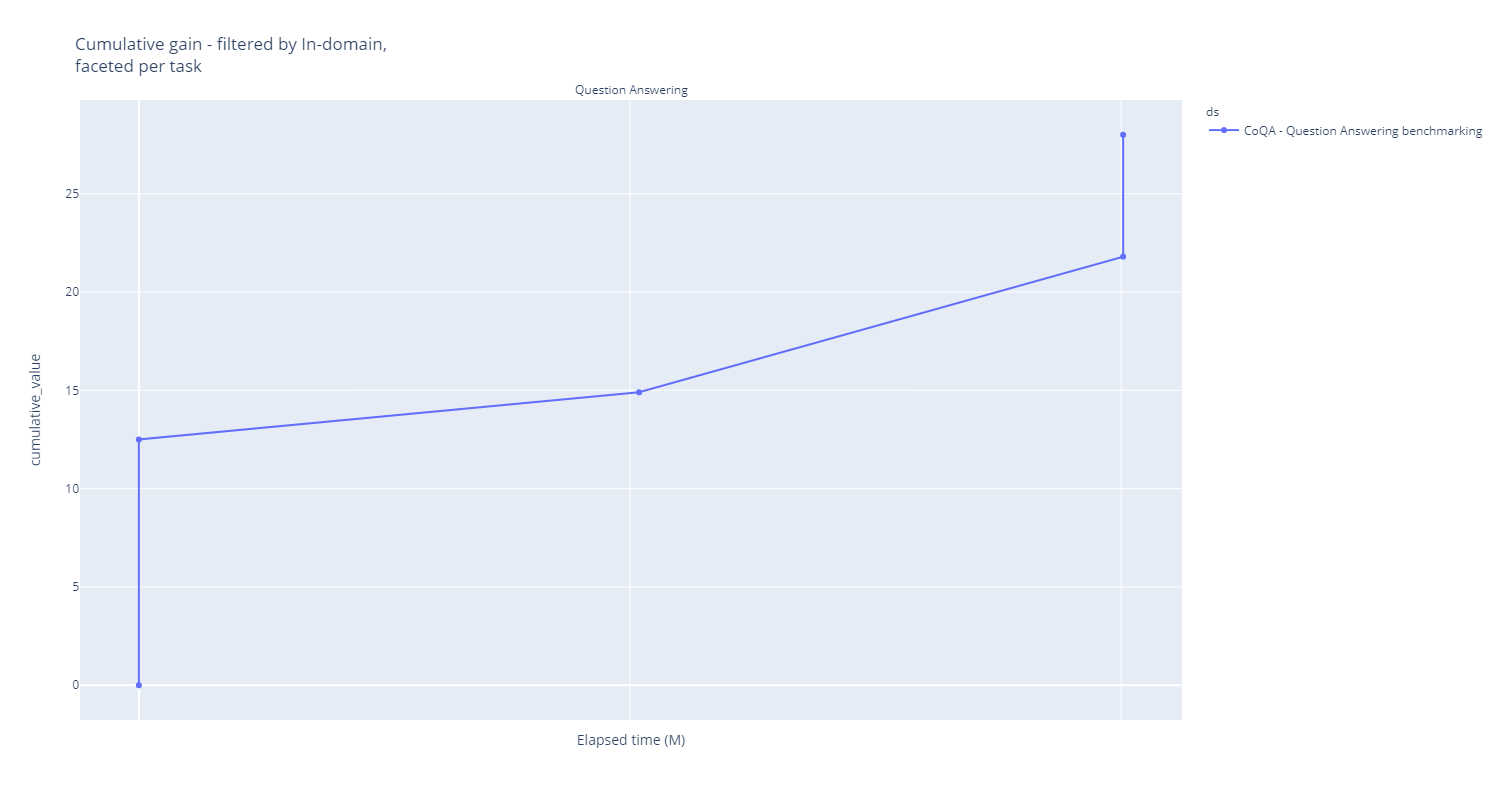 Cumulative gain - filtered by In-domain,
faceted per task
Question Answering
ds
CoQA - Question Answering benchmarking
25
20
15
10
5
0
cumulative_value
Elapsed time (M)